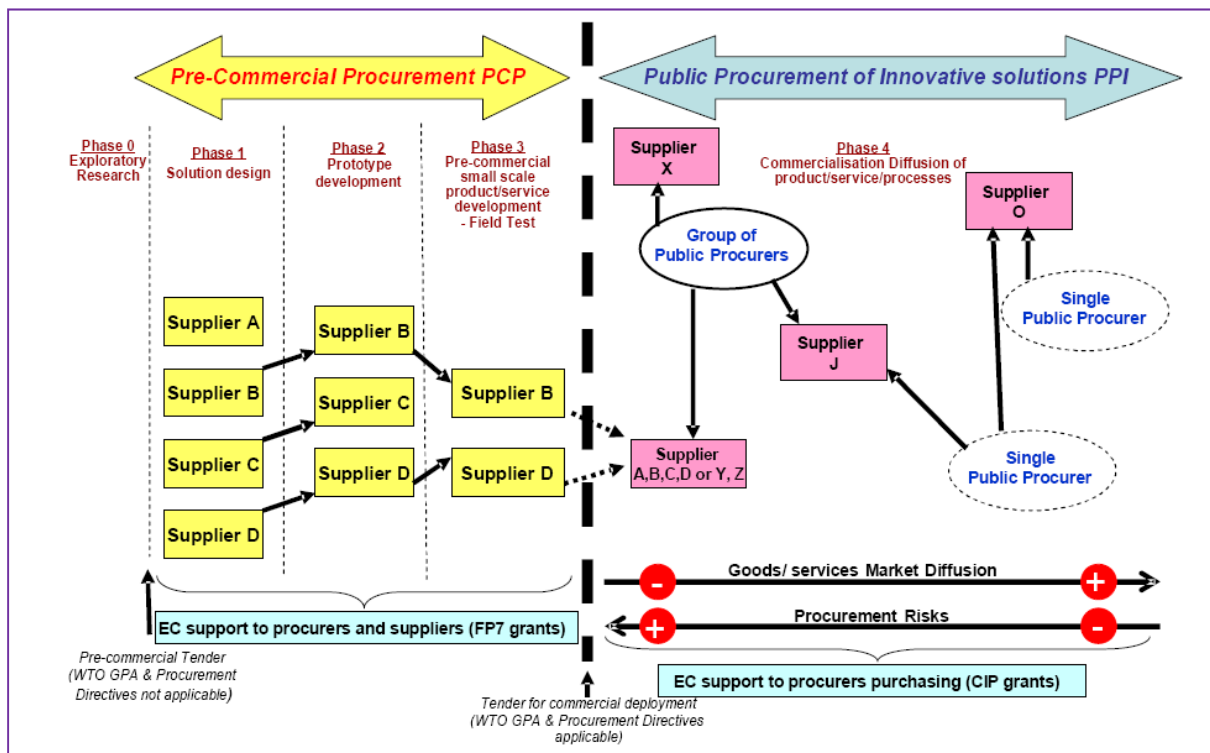 Pre-Commercial Procurement PCP
Public Procurement of Innovative solutions PPI
Phase 0
Exploratory
Research
Phase 1
Solution design
Phase 2
Prototype
development
Phase 3
Pre-commercial
small scale
product/service
development
- Field Test
Supplier
X
Phase 4
Commercialisation Diffusion of
product/service/processes
Supplier
O
Group of
Public Procurers
Single
Public Procurer
Supplier A
Supplier B
Supplier C
Supplier D
Supplier B
Supplier C
Supplier D
Supplier B
Supplier D
Supplier
J
Supplier
A,B,C,D or Y, Z
Single
Public Procurer
Goods/ services Market Diffusion
-
+
Procurement Risks
+
-
EC support to procurers and suppliers (FP7 grants)
EC support to procurers purchasing (CIP grants)
Pre-commercial Tender
(WTO GPA & Procurement
Directives not applicable)
Tender for commercial deployment
(WTO GPA & Procurement Directives
applicable)